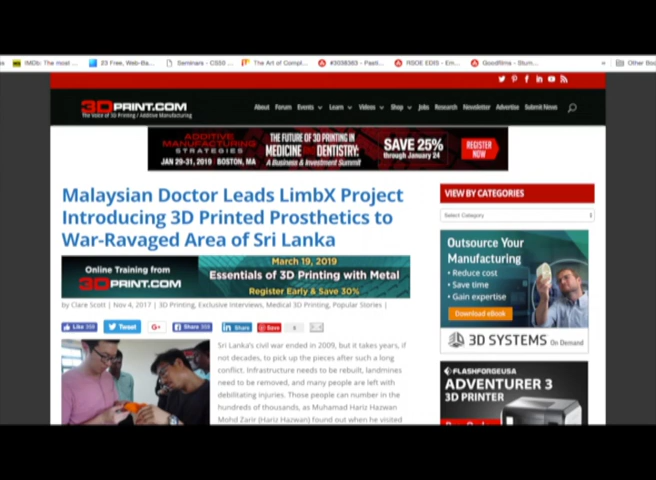 IMDb: The most ...
23 Free, Web-Ba...
Seminars - CSS0 ...
The Art of Compl...
#3038383 - Pasti...
RSOE EDIS - Em...
Goodfilms - Stum...
»
Other Boo
3DPRINT.COM
The Voice of 3D Printing / Additive Manufacturing
About Forum Events Learn Videos Shop Jobs Research Newsletter Advertise Submit News
ADDITIVE MANUFACTURING STRATEGIES
JAN 29-31, 2019 BOSTON, MA
THE FUTURE OF 3D PRINTING IN
MEDICINE AND DENTISTRY:
A Business & Investment Summit
SAVE 25%
through January 24
REGISTER NOW
Malaysian Doctor Leads LimbX Project
Introducing 3D Printed Prosthetics to
War-Ravaged Area of Sri Lanka
Online Training from
3DPRINT.COM
March 19, 2019
Essentials of 3D Printing with Metal
Register Early & Save 30%
by Clare Scott | Nov 4, 2017 | 3D Printing, Exclusive Interviews, Medical 3D Printing, Popular Stories |
Like 359
Tweet
G+
Share 359
Share
Save
6
Sri Lanka's civil war ended in 2009, but it takes years, if
not decades, to pick up the pieces after such a long
conflict. Infrastructure needs to be rebuilt, landmines
need to be removed, and many people are left with
debilitating injuries. Those people can number in the
hundreds of thousands, as Muhamad Hariz Hazwan
Mohd Zarir (Hariz Hazwan) found out when he visited
VIEW BY CATEGORIES
Select Category
Outsource Your
Manufacturing
• Reduce cost
• Save time
• Gain expertise
Download eBook
3D SYSTEMS On Demand
FLASHFORGEUSA
ADVENTURER 3
3D PRINTER